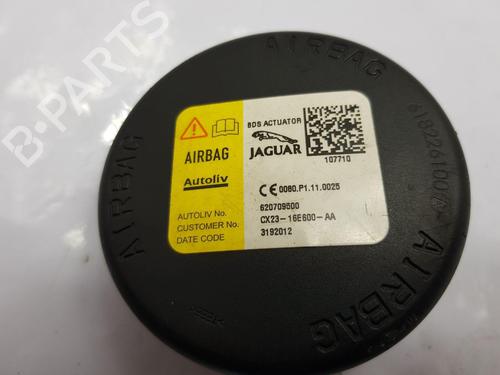 AIRBAG
BDS ACTUATOR
JAGUAR
107710
AIRBAG
Autoliv
CE 0080.P1.11.0025
AUTOLIV No. 620709500
CUSTOMER No. CX23-16E600-AA
DATE CODE 3192012
AIRBAG
AIRBAG
B-PARTS